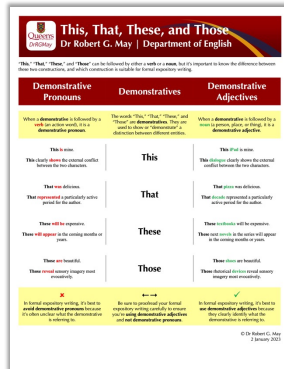 Queens
DrRGMay
This, That, These, and Those
Dr Robert G. May | Department of English
"This," "That," "These," and "Those" can be followed by either a verb or a noun, but it's important to know the difference between
these two constructions, and which construction is suitable for formal expository writing.
Demonstrative
Pronouns
Demonstratives
Demonstrative
Adjectives
When a demonstrative is followed by a
verb (an action word), it is a
demonstrative pronoun.
The words "This," "That," "These," and
"Those" are demonstratives. They are
used to show or "demonstrate" a
distinction between different entities.
When a demonstrative is followed by a
noun (a person, place, or thing), it is a
demonstrative adjective.
This is mine.
This clearly shows the external conflict
between the two characters.
This
This iPad is mine.
This dialogue clearly shows the external
conflict between the two characters.
That was delicious.
That represented a particularly active
period for the author.
That
That pizza was delicious.
That decade represented a particularly
active period for the author.
These will be expensive.
These will appear in the coming months or
years.
These
These textbooks will be expensive.
These next novels in the series will appear
in the coming months or years.
Those are beautiful.
Those reveal sensory imagery most
evocatively.
Those
Those shoes are beautiful.
Those rhetorical devices reveal sensory
imagery most evocatively.
✘
In formal expository writing, it's best to
avoid demonstrative pronouns because
it's often unclear what the demonstrative
is referring to.
←→
Be sure to proofread your formal
expository writing carefully to ensure
you're using demonstrative adjectives
and not demonstrative pronouns.
✓
In formal expository writing, it's best to
use demonstrative adjectives because
they clearly identify what the
demonstrative is referring to.
© Dr Robert G. May
2 January 2023